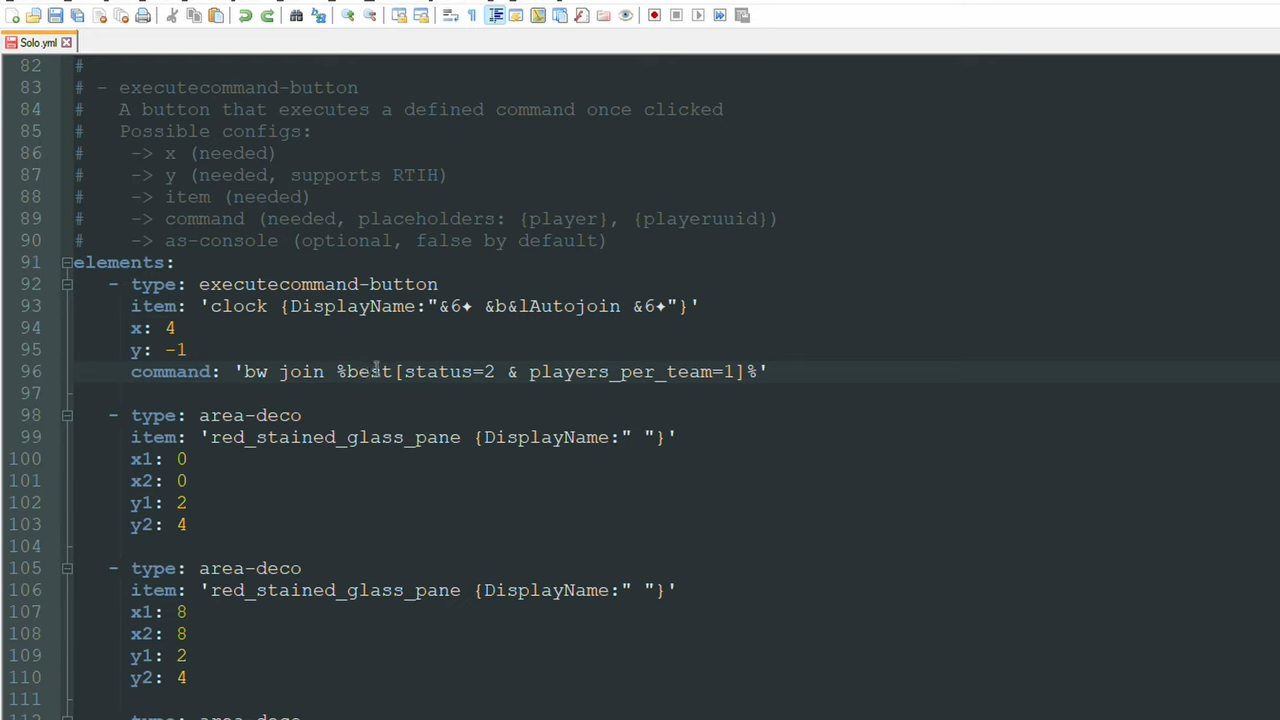 Solo.yml
82 #
83 # - executecommand-button
84 #   A button that executes a defined command once clicked
85 #   Possible configs:
86 #    -> x (needed)
87 #    -> y (needed, supports RTIH)
88 #    -> item (needed)
89 #    -> command (needed, placeholders: {player}, {playeruuid})
90 #    -> as-console (optional, false by default)
91 elements:
92   - type: executecommand-button
93     item: 'clock {DisplayName:"&6✦ &b&lAutojoin &6✦"}'
94     x: 4
95     y: -1
96     command: 'bw join %best[status=2 & players_per_team=1]%'
97
98   - type: area-deco
99     item: 'red_stained_glass_pane {DisplayName:" "}'
100     x1: 0
101     x2: 0
102     y1: 2
103     y2: 4
104
105   - type: area-deco
106     item: 'red_stained_glass_pane {DisplayName:" "}'
107     x1: 8
108     x2: 8
109     y1: 2
110     y2: 4
111
112   - type: area-deco